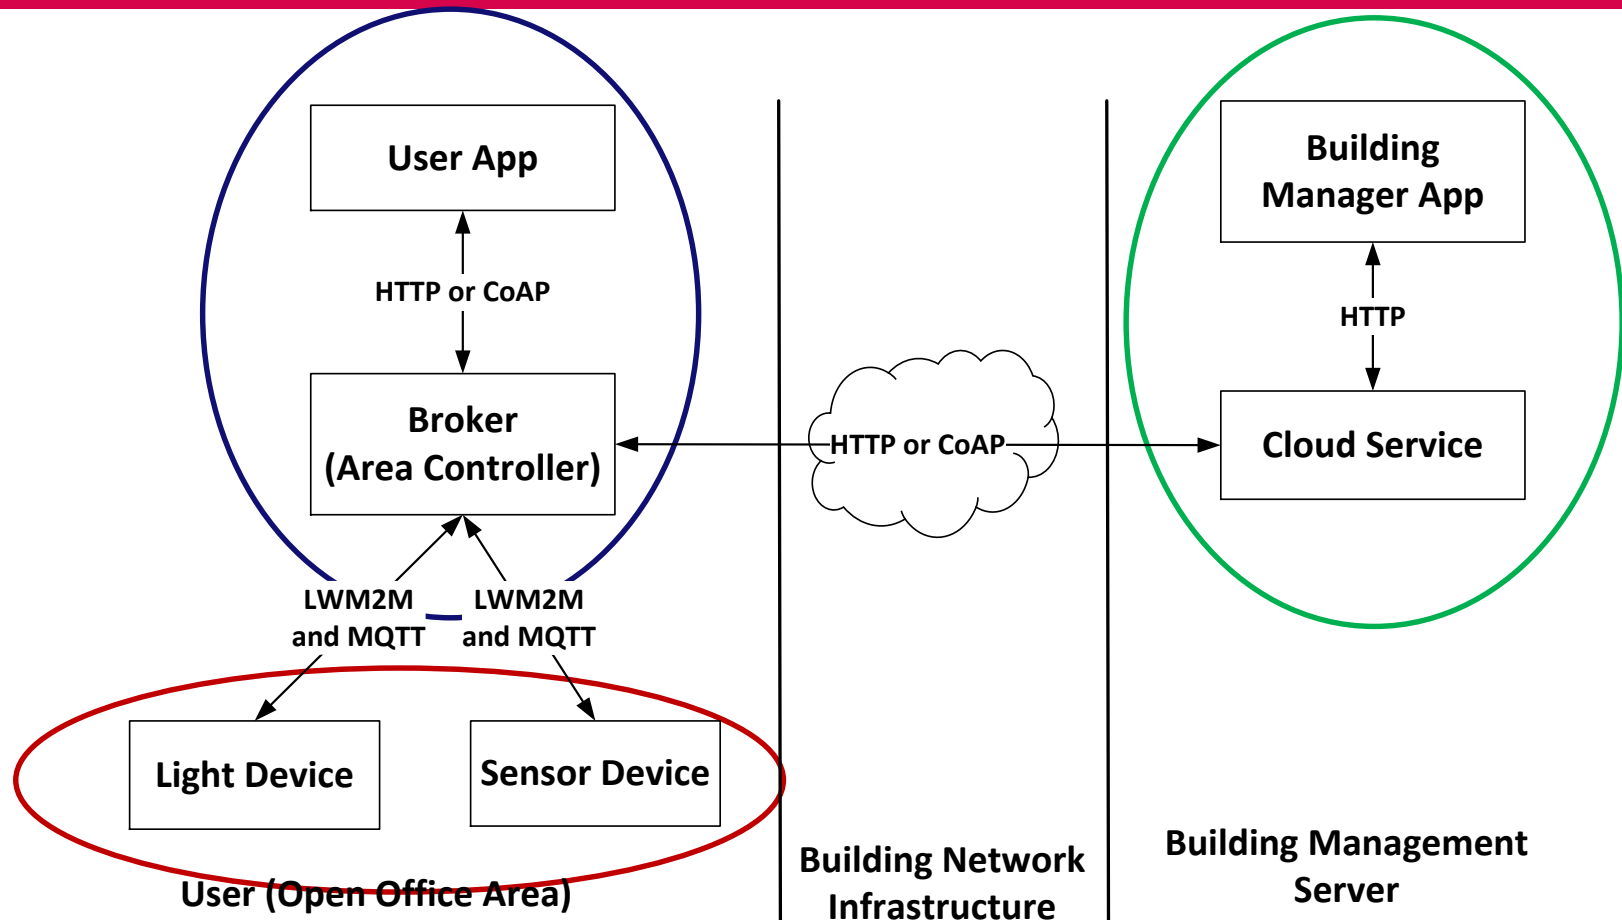 User App
HTTP or CoAP
Broker
(Area Controller)
LWM2M
and MQTT
LWM2M
and MQTT
Light Device
Sensor Device
User (Open Office Area)
HTTP or CoAP
Building Network
Infrastructure
Building
Manager App
HTTP
Cloud Service
Building Management
Server